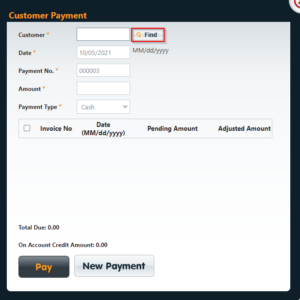 Customer Payment
Customer * Find
Date * 10/05/2021 MM/dd/yyyy
Payment No. * 000003
Amount *
Payment Type * Cash
Invoice No Date (MM/dd/yyyy) Pending Amount Adjusted Amount
Total Due: 0.00
On Account Credit Amount: 0.00
Pay New Payment